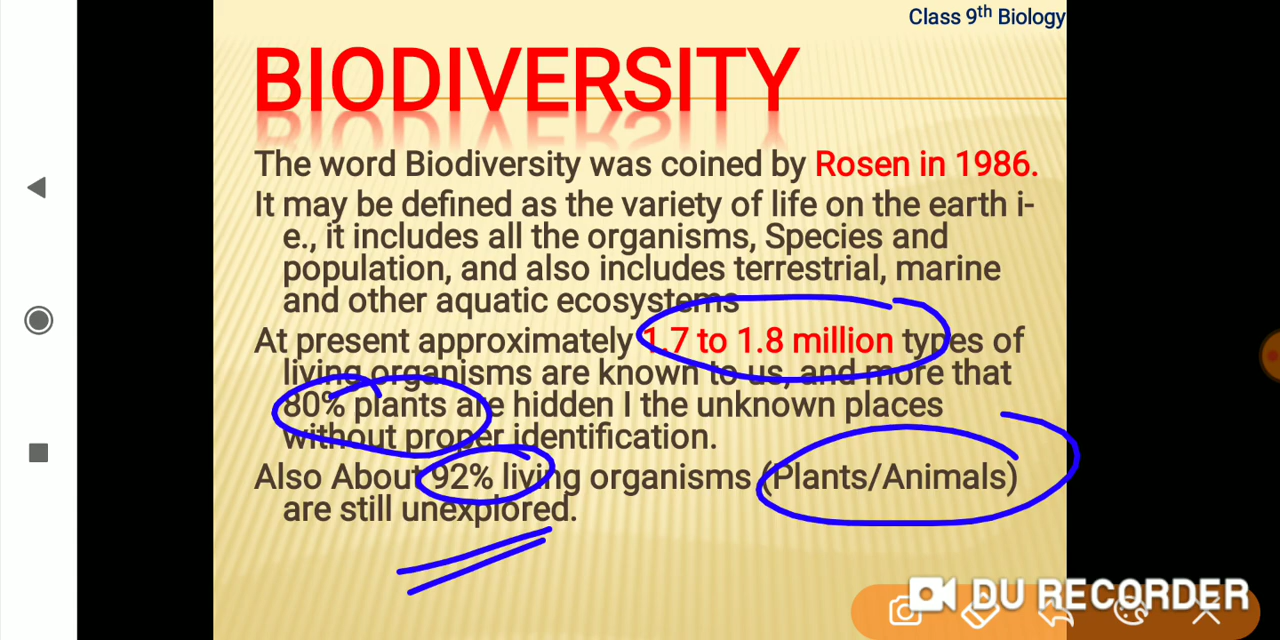 Class 9th Biology
BIODIVERSITY
The word Biodiversity was coined by Rosen in 1986.
It may be defined as the variety of life on the earth i-
e., it includes all the organisms, Species and
population, and also includes terrestrial, marine
and other aquatic ecosystems
At present approximately 1.7 to 1.8 million types of
living organisms are known to us, and more that
80% plants are hidden I the unknown places
without proper identification.
Also About 92% living organisms (Plants/Animals)
are still unexplored.
DU RECORDER